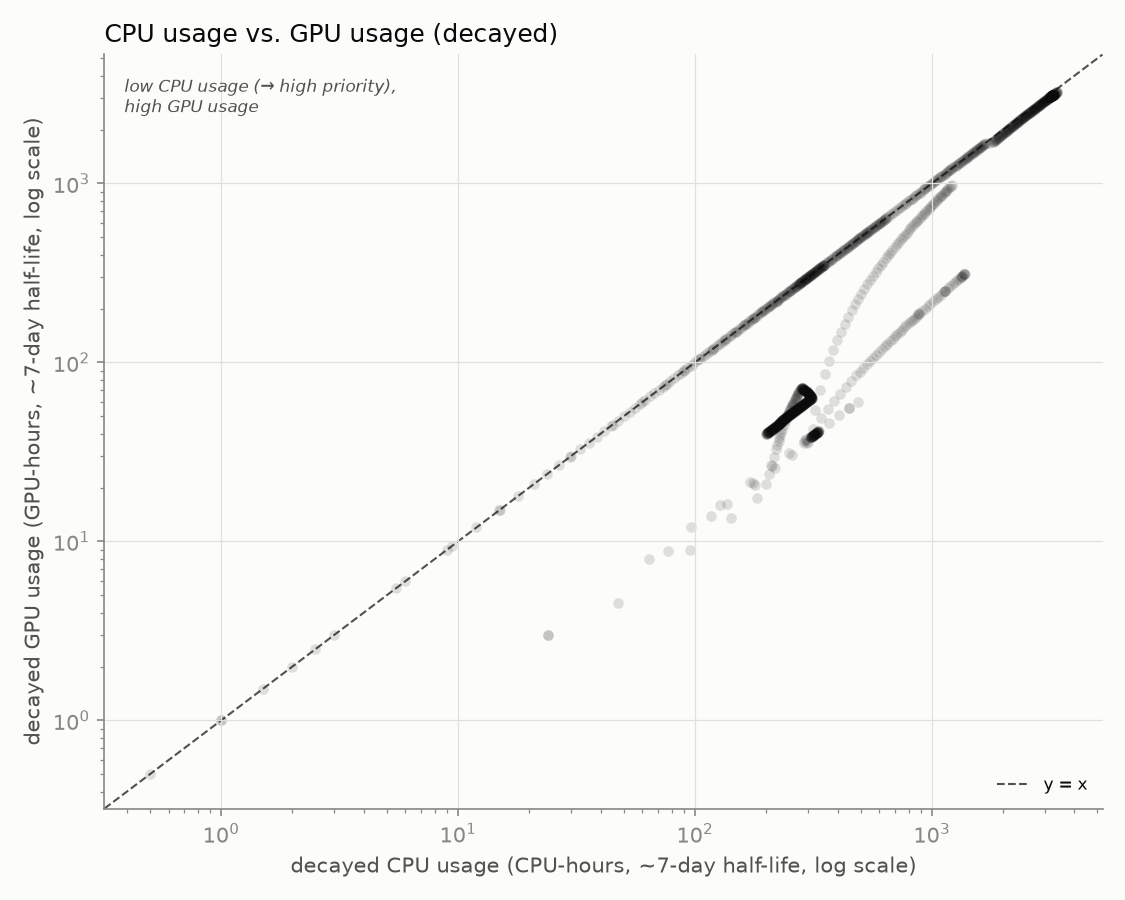 CPU usage vs. GPU usage (decayed)
low CPU usage (→ high priority),
high GPU usage
decayed GPU usage (GPU-hours, ~7-day half-life, log scale)
10³
10²
10¹
10⁰
y = x
10⁰ 10¹ 10² 10³
decayed CPU usage (CPU-hours, ~7-day half-life, log scale)